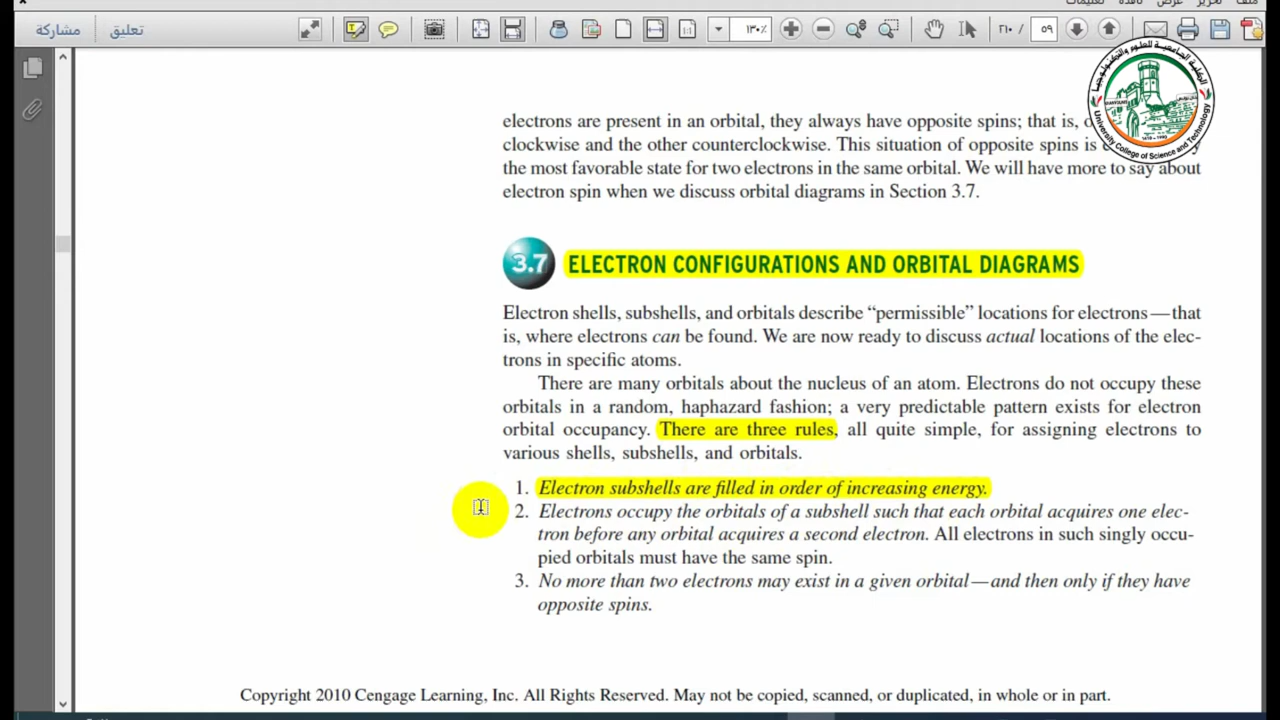 مشاركة
تعليق
١٣٠٪
٢١٠ /
٥٩
electrons are present in an orbital, they always have opposite spins; that is, o
clockwise and the other counterclockwise. This situation of opposite spins is
the most favorable state for two electrons in the same orbital. We will have more to say about
electron spin when we discuss orbital diagrams in Section 3.7.
University College of Science and Technology
3.7 ELECTRON CONFIGURATIONS AND ORBITAL DIAGRAMS
Electron shells, subshells, and orbitals describe “permissible” locations for electrons—that
is, where electrons can be found. We are now ready to discuss actual locations of the elec-
trons in specific atoms.
There are many orbitals about the nucleus of an atom. Electrons do not occupy these
orbitals in a random, haphazard fashion; a very predictable pattern exists for electron
orbital occupancy. There are three rules, all quite simple, for assigning electrons to
various shells, subshells, and orbitals.
1. Electron subshells are filled in order of increasing energy.
2. Electrons occupy the orbitals of a subshell such that each orbital acquires one elec-
tron before any orbital acquires a second electron. All electrons in such singly occu-
pied orbitals must have the same spin.
3. No more than two electrons may exist in a given orbital—and then only if they have
opposite spins.
Copyright 2010 Cengage Learning, Inc. All Rights Reserved. May not be copied, scanned, or duplicated, in whole or in part.